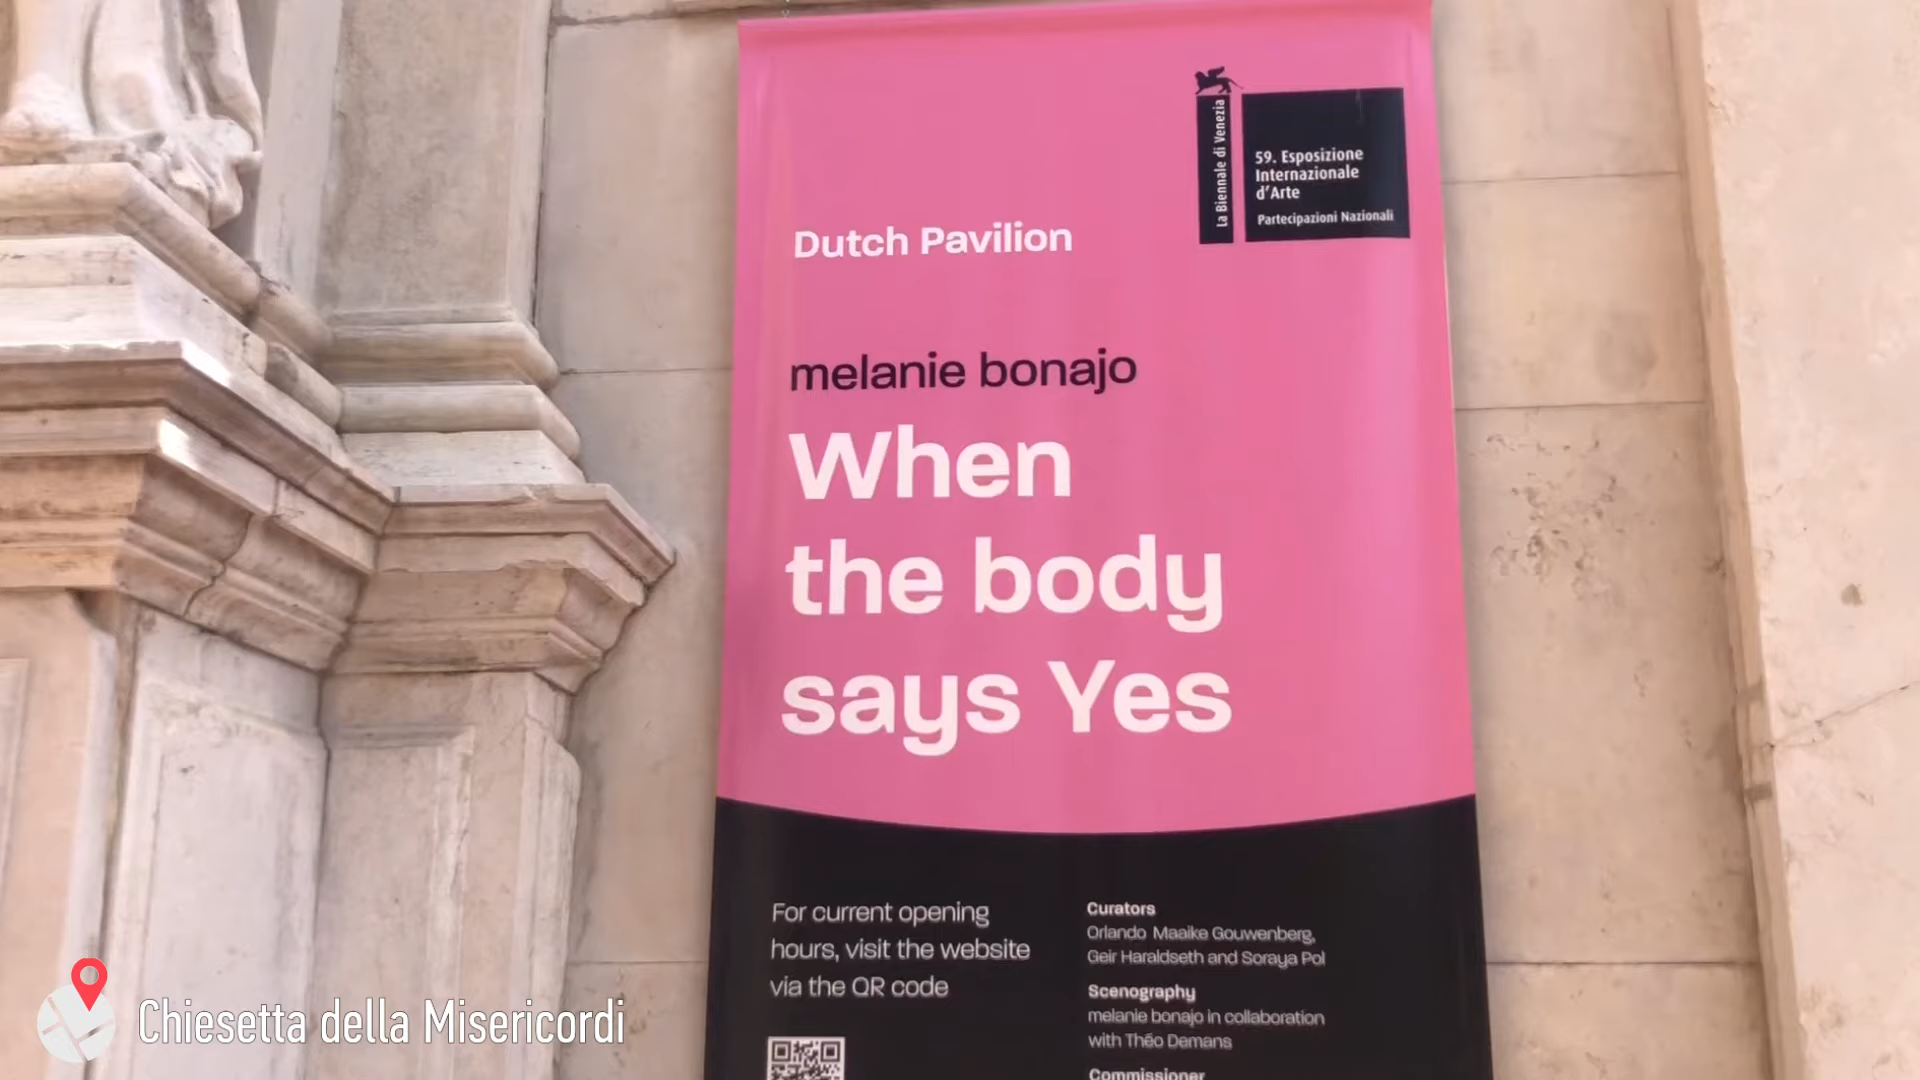 La Biennale di Venezia
59. Esposizione
Internazionale
d'Arte
Partecipazioni Nazionali
Dutch Pavilion
melanie bonajo
When
the body
says Yes
For current opening
hours, visit the website
via the QR code
Curators
Orlando Maaike Gouwenberg,
Geir Haraldseth and Soraya Pol
Scenography
melanie bonajo in collaboration
with Théo Demans
Commissioner
Chiesetta della Misericordi